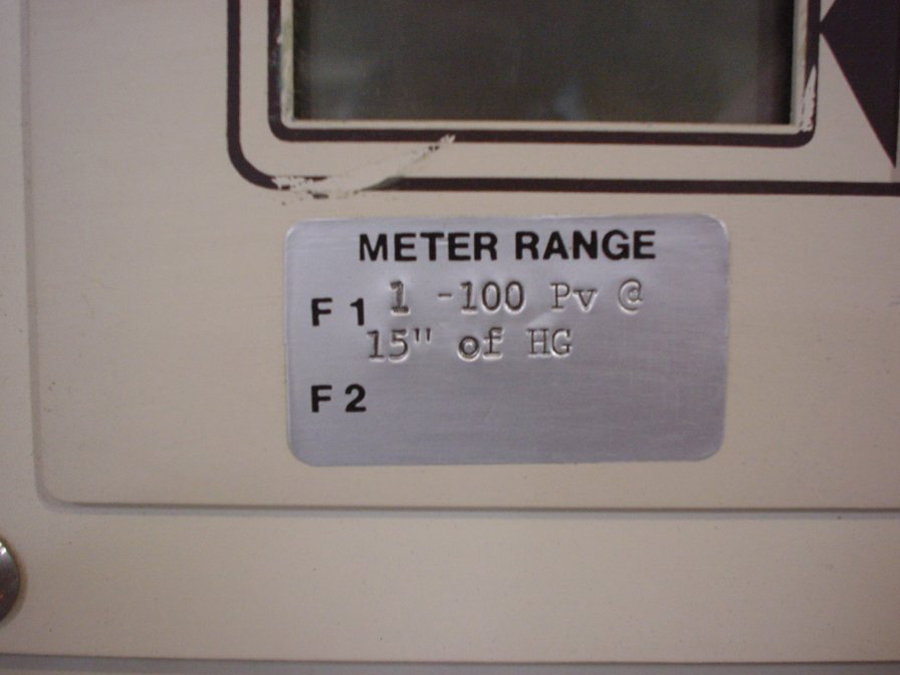 METER RANGE
F 1 1 -100 Pv @
15" of HG
F 2